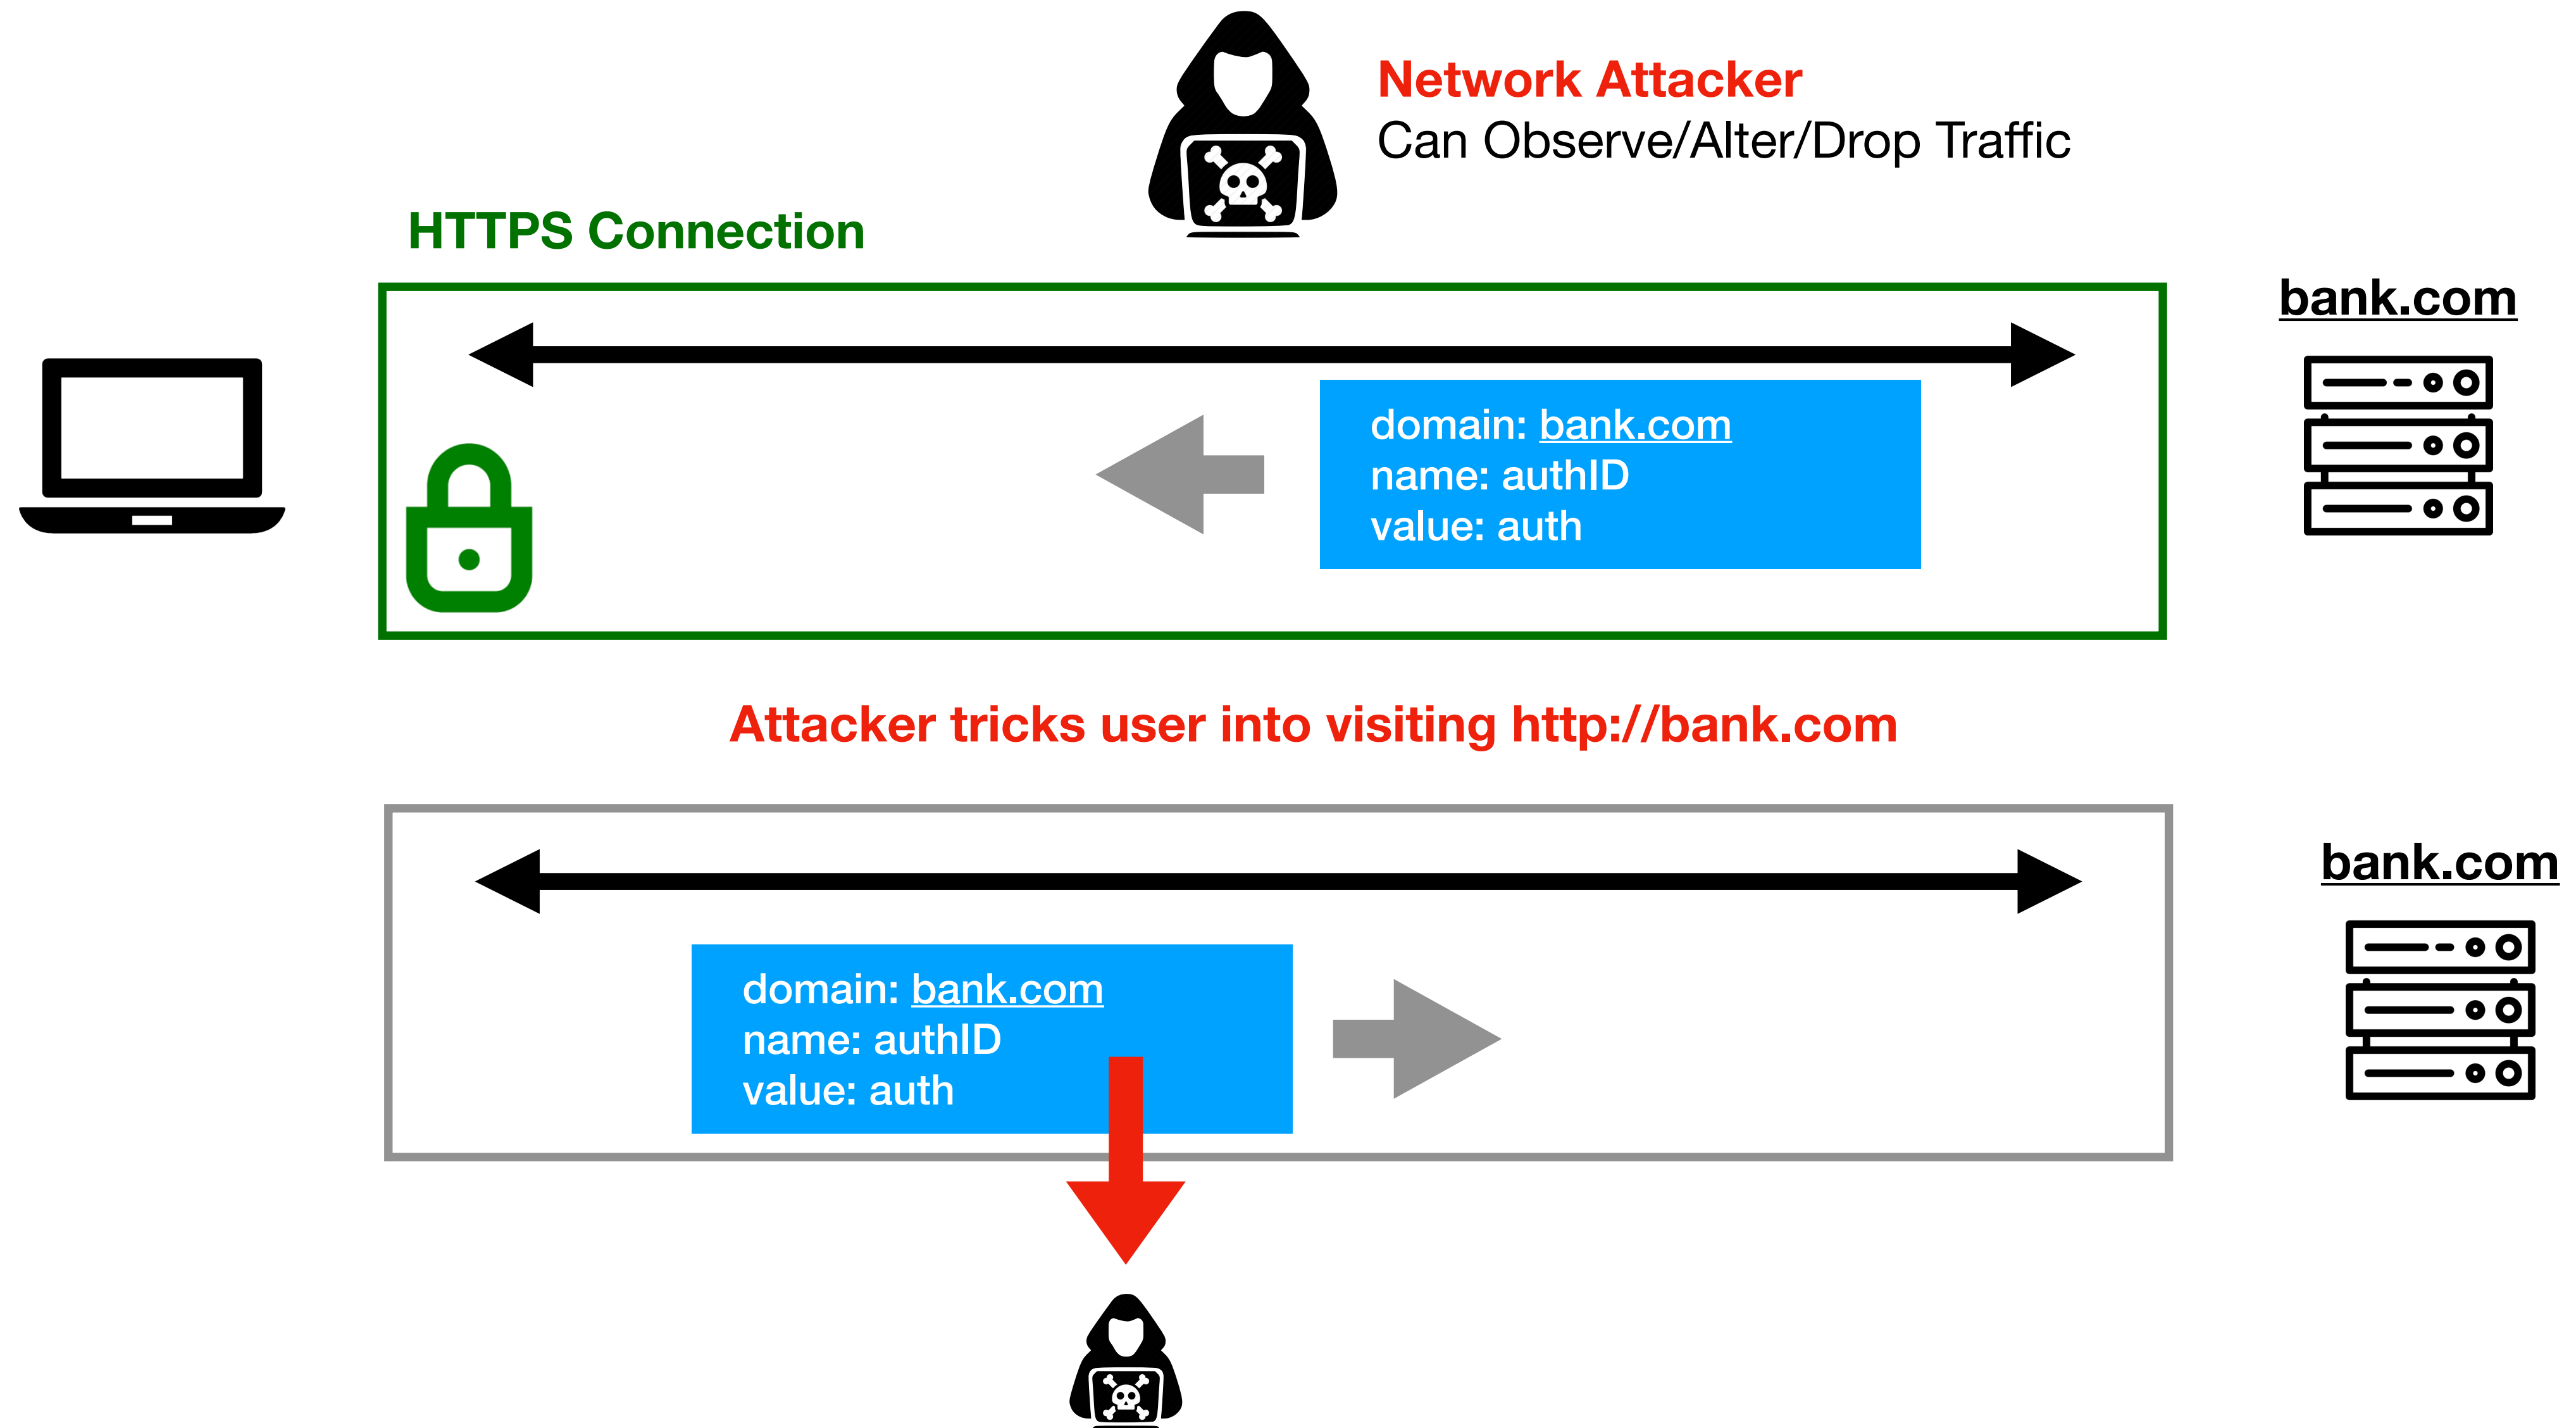 Network Attacker
Can Observe/Alter/Drop Traffic
HTTPS Connection
bank.com
domain: bank.com
name: authID
value: auth
Attacker tricks user into visiting http://bank.com
bank.com
domain: bank.com
name: authID
value: auth